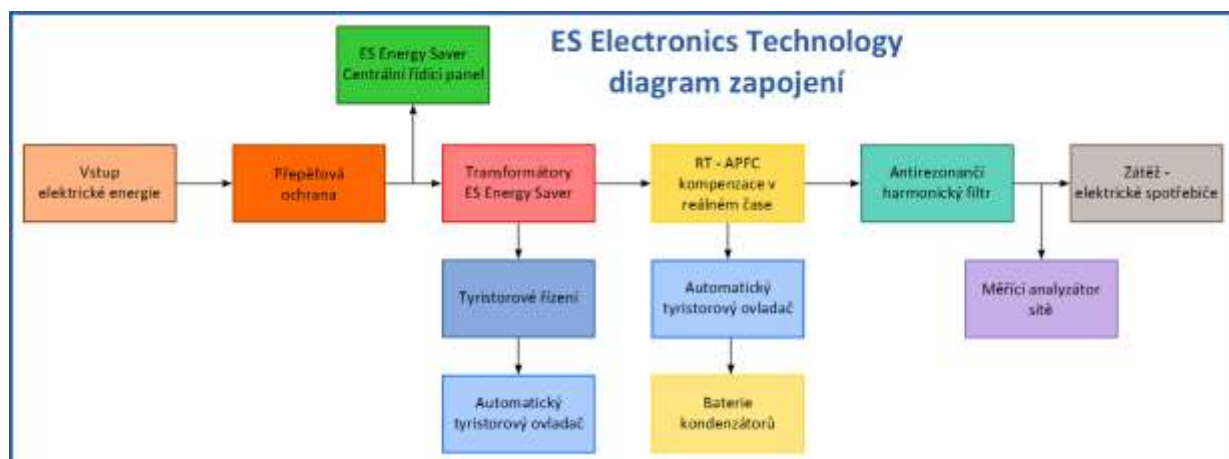 ES Electronics Technology
diagram zapojení
ES Energy Saver
Centrální řídicí panel
Vstup
elektrické energie
Přepěťová
ochrana
Transformátory
ES Energy Saver
RT - APFC
kompenzace v
reálném čase
Antirezonančí
harmonický filtr
Zátěž -
elektrické spotřebiče
Tyristorové řízení
Automatický
tyristorový ovladač
Měřící analyzátor
sítě
Automatický
tyristorový ovladač
Baterie
kondenzátorů